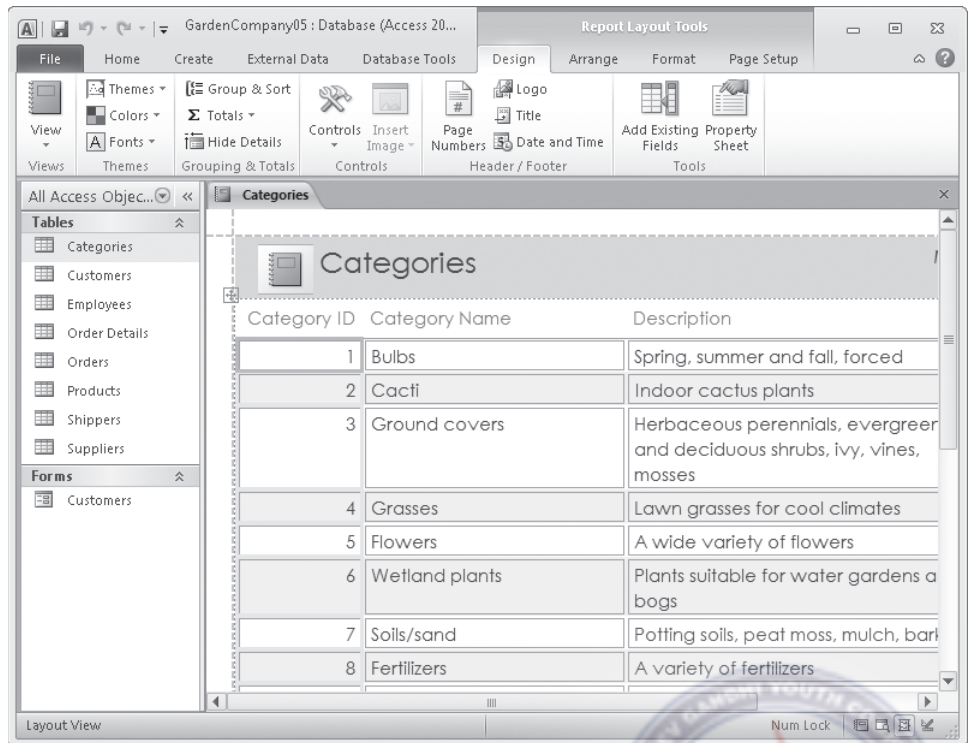 GardenCompany05 : Database (Access 20...
Report Layout Tools
File Home Create External Data Database Tools Design Arrange Format Page Setup
View
Themes
Colors
Fonts
Group & Sort
Totals
Hide Details
Controls
Insert Image
Page Numbers
Logo
Title
Date and Time
Add Existing Fields
Property Sheet
Views Themes Grouping & Totals Controls Header / Footer Tools
All Access Objec...
Categories
Tables
Categories
Customers
Employees
Order Details
Orders
Products
Shippers
Suppliers
Forms
Customers
Categories
Category ID Category Name Description
1 Bulbs Spring, summer and fall, forced
2 Cacti Indoor cactus plants
3 Ground covers Herbaceous perennials, evergreen
and deciduous shrubs, ivy, vines,
mosses
4 Grasses Lawn grasses for cool climates
5 Flowers A wide variety of flowers
6 Wetland plants Plants suitable for water gardens a
bogs
7 Soils/sand Potting soils, peat moss, mulch, bark
8 Fertilizers A variety of fertilizers
Layout View
Num Lock